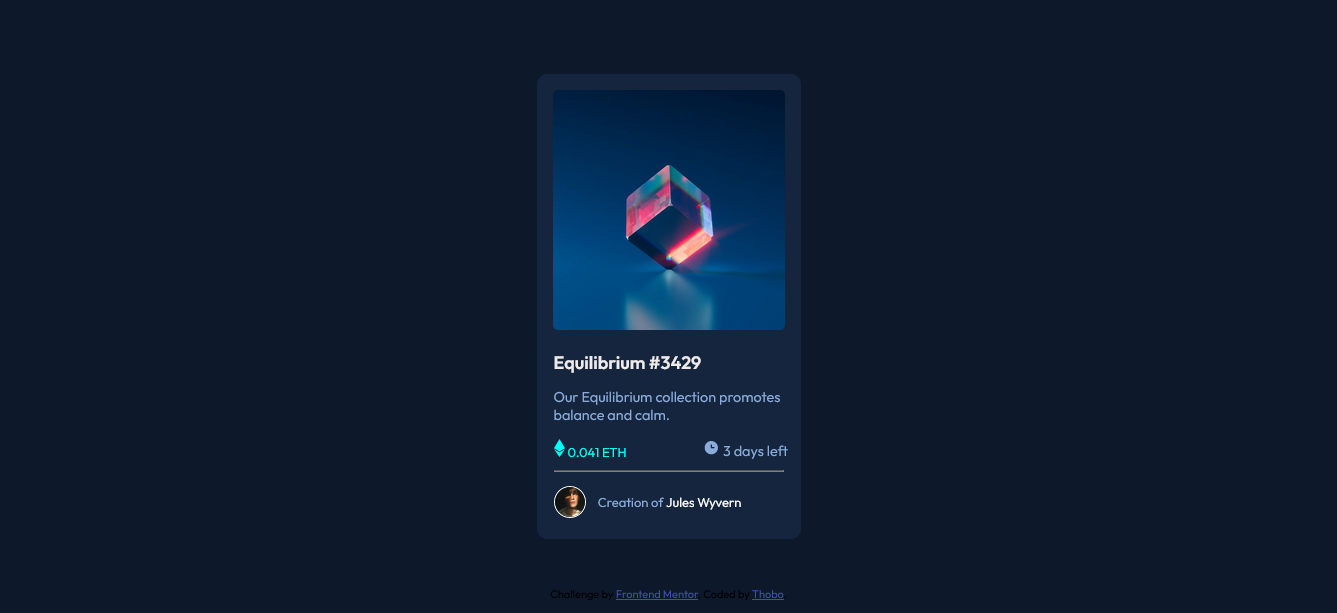 Equilibrium #3429
Our Equilibrium collection promotes
balance and calm.
0.041 ETH 3 days left
Creation of Jules Wyvern
Challenge by Frontend Mentor. Coded by Thobo.